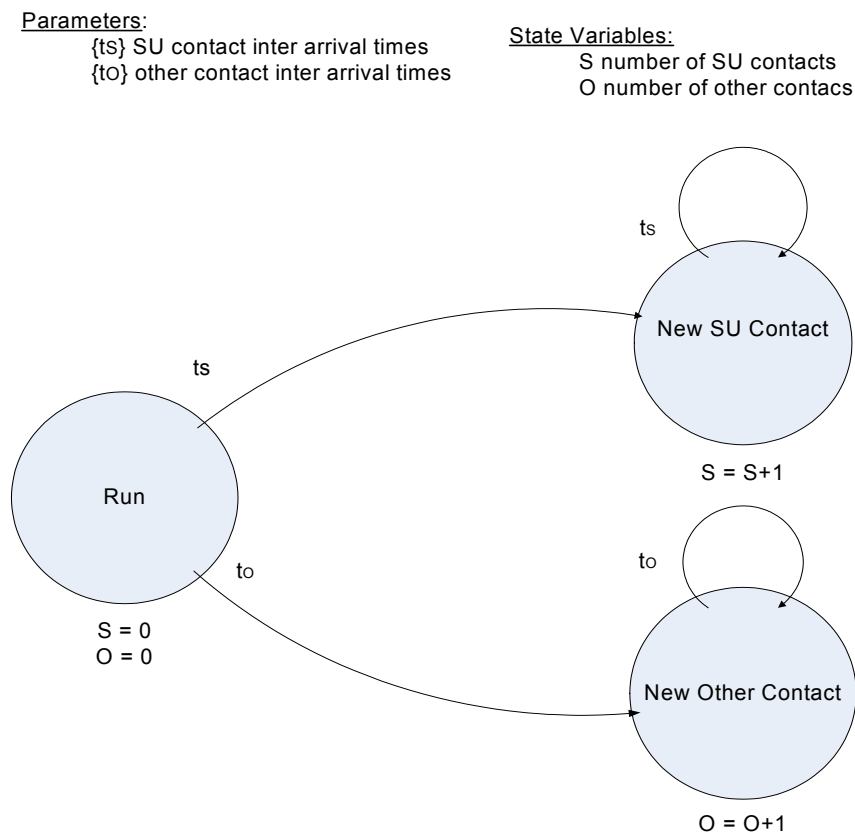 Parameters:
{ts} SU contact inter arrival times
{to} other contact inter arrival times
State Variables:
S number of SU contacts
O number of other contacs
ts
New SU Contact
S = S+1
ts
Run
S = 0
O = 0
to
to
New Other Contact
O = O+1